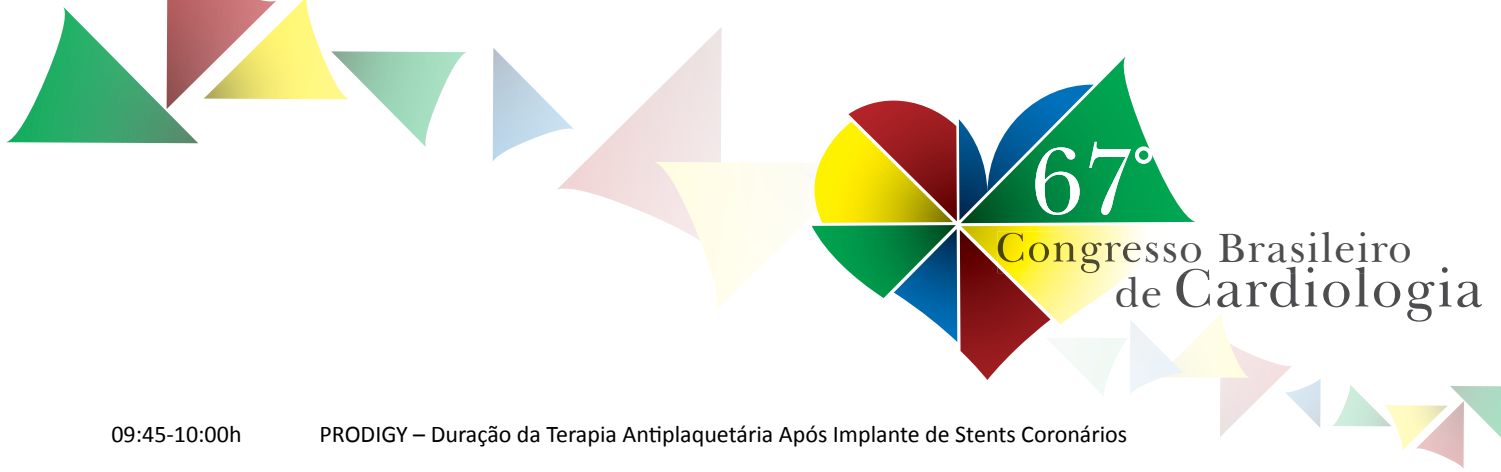 67°
Congresso Brasileiro
de Cardiologia
09:45-10:00h PRODIGY – Duração da Terapia Antiplaquetária Após Implante de Stents Coronários